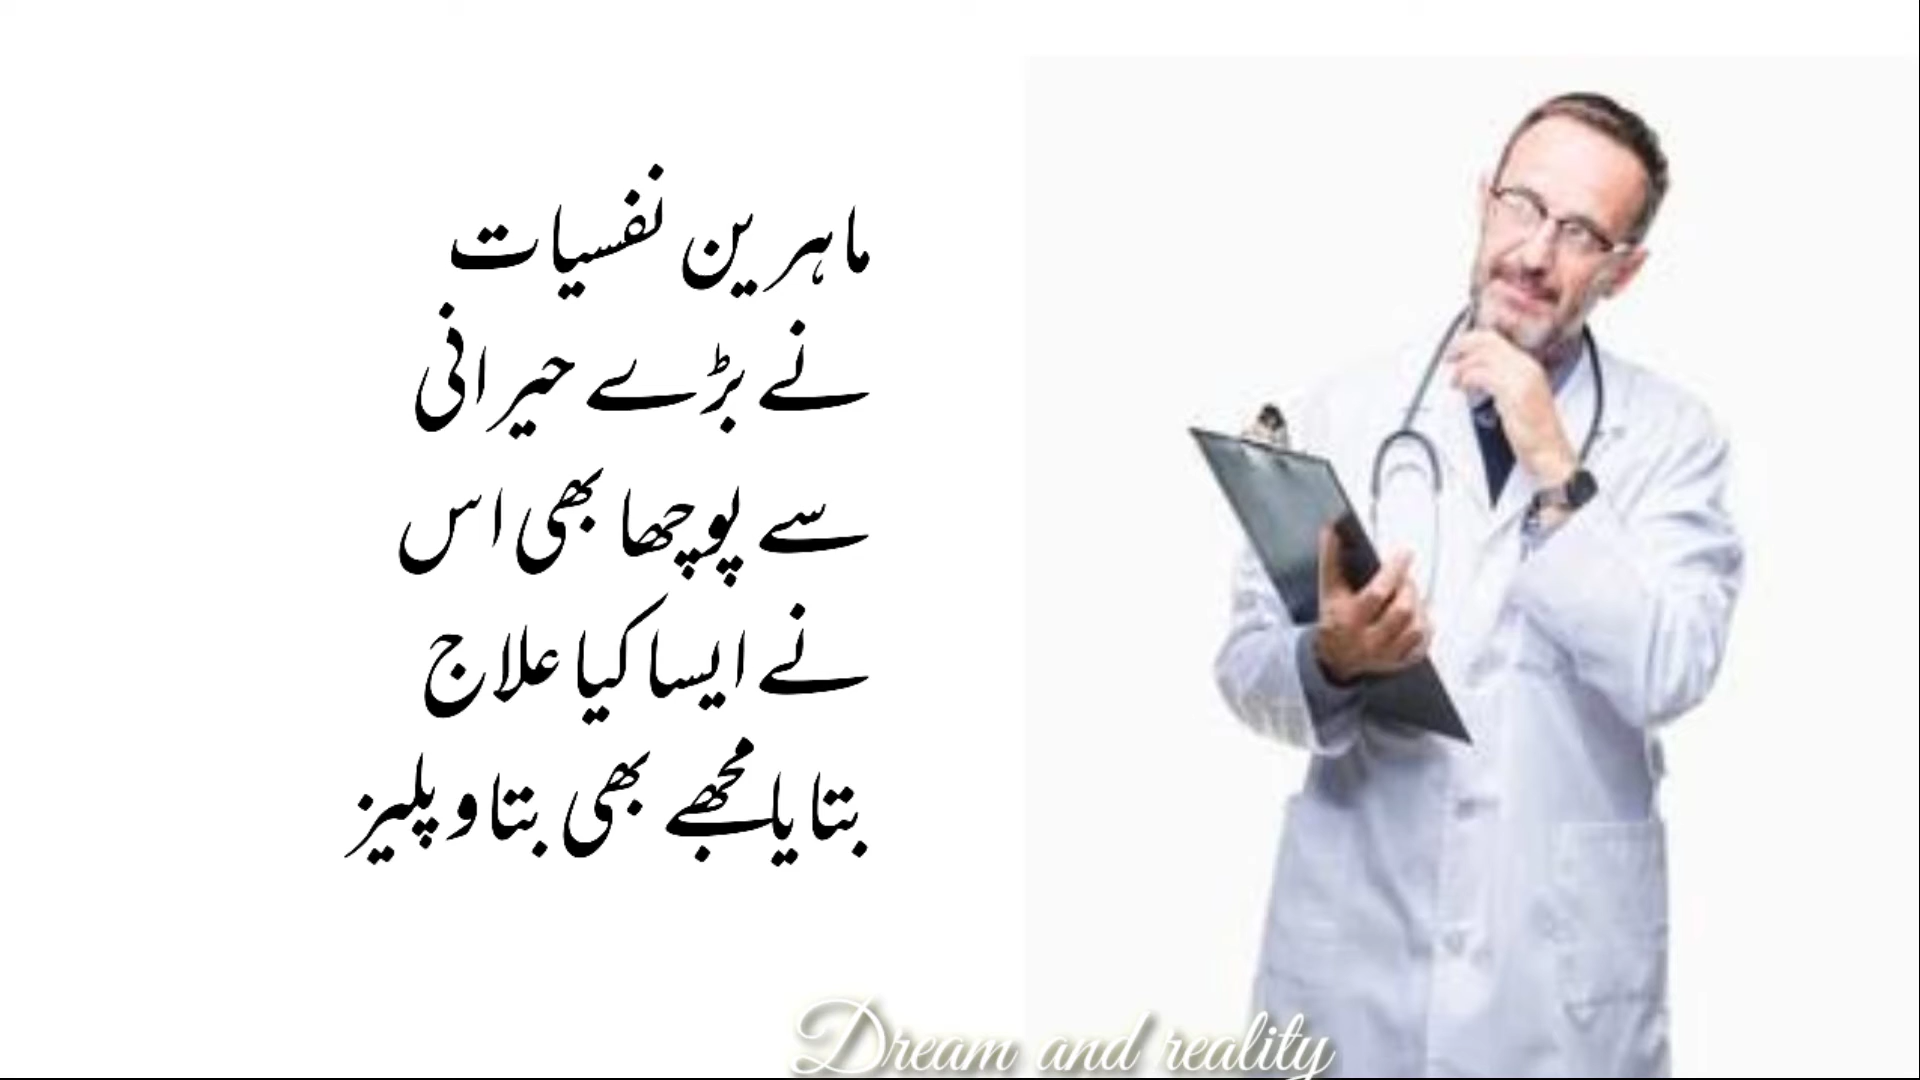 ماہرین نفسیات
نے بڑے حیرانی
سے پوچھا بھی اس
نے ایسا کیا علاج
بتایا مجھے بھی بتاو پلیز
Dream and reality